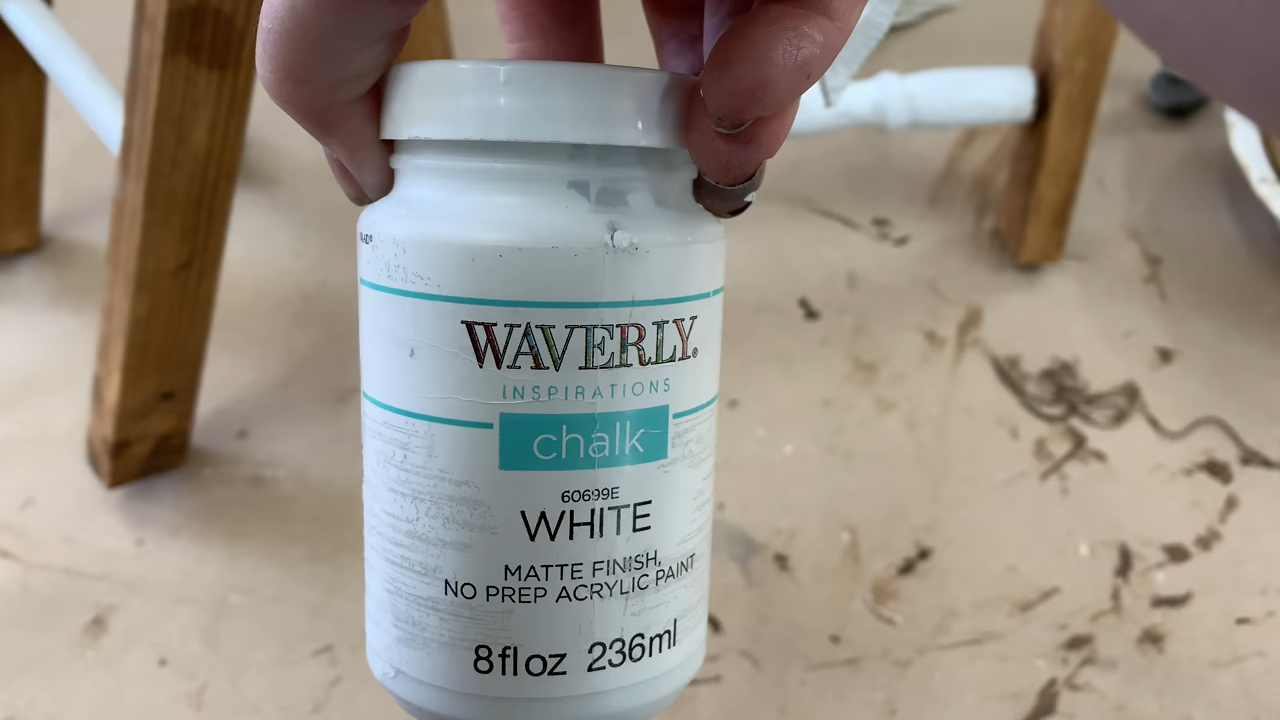 WAVERLY®
INSPIRATIONS
chalk
60699E
WHITE
MATTE FINISH,
NO PREP ACRYLIC PAINT
8fl oz 236ml